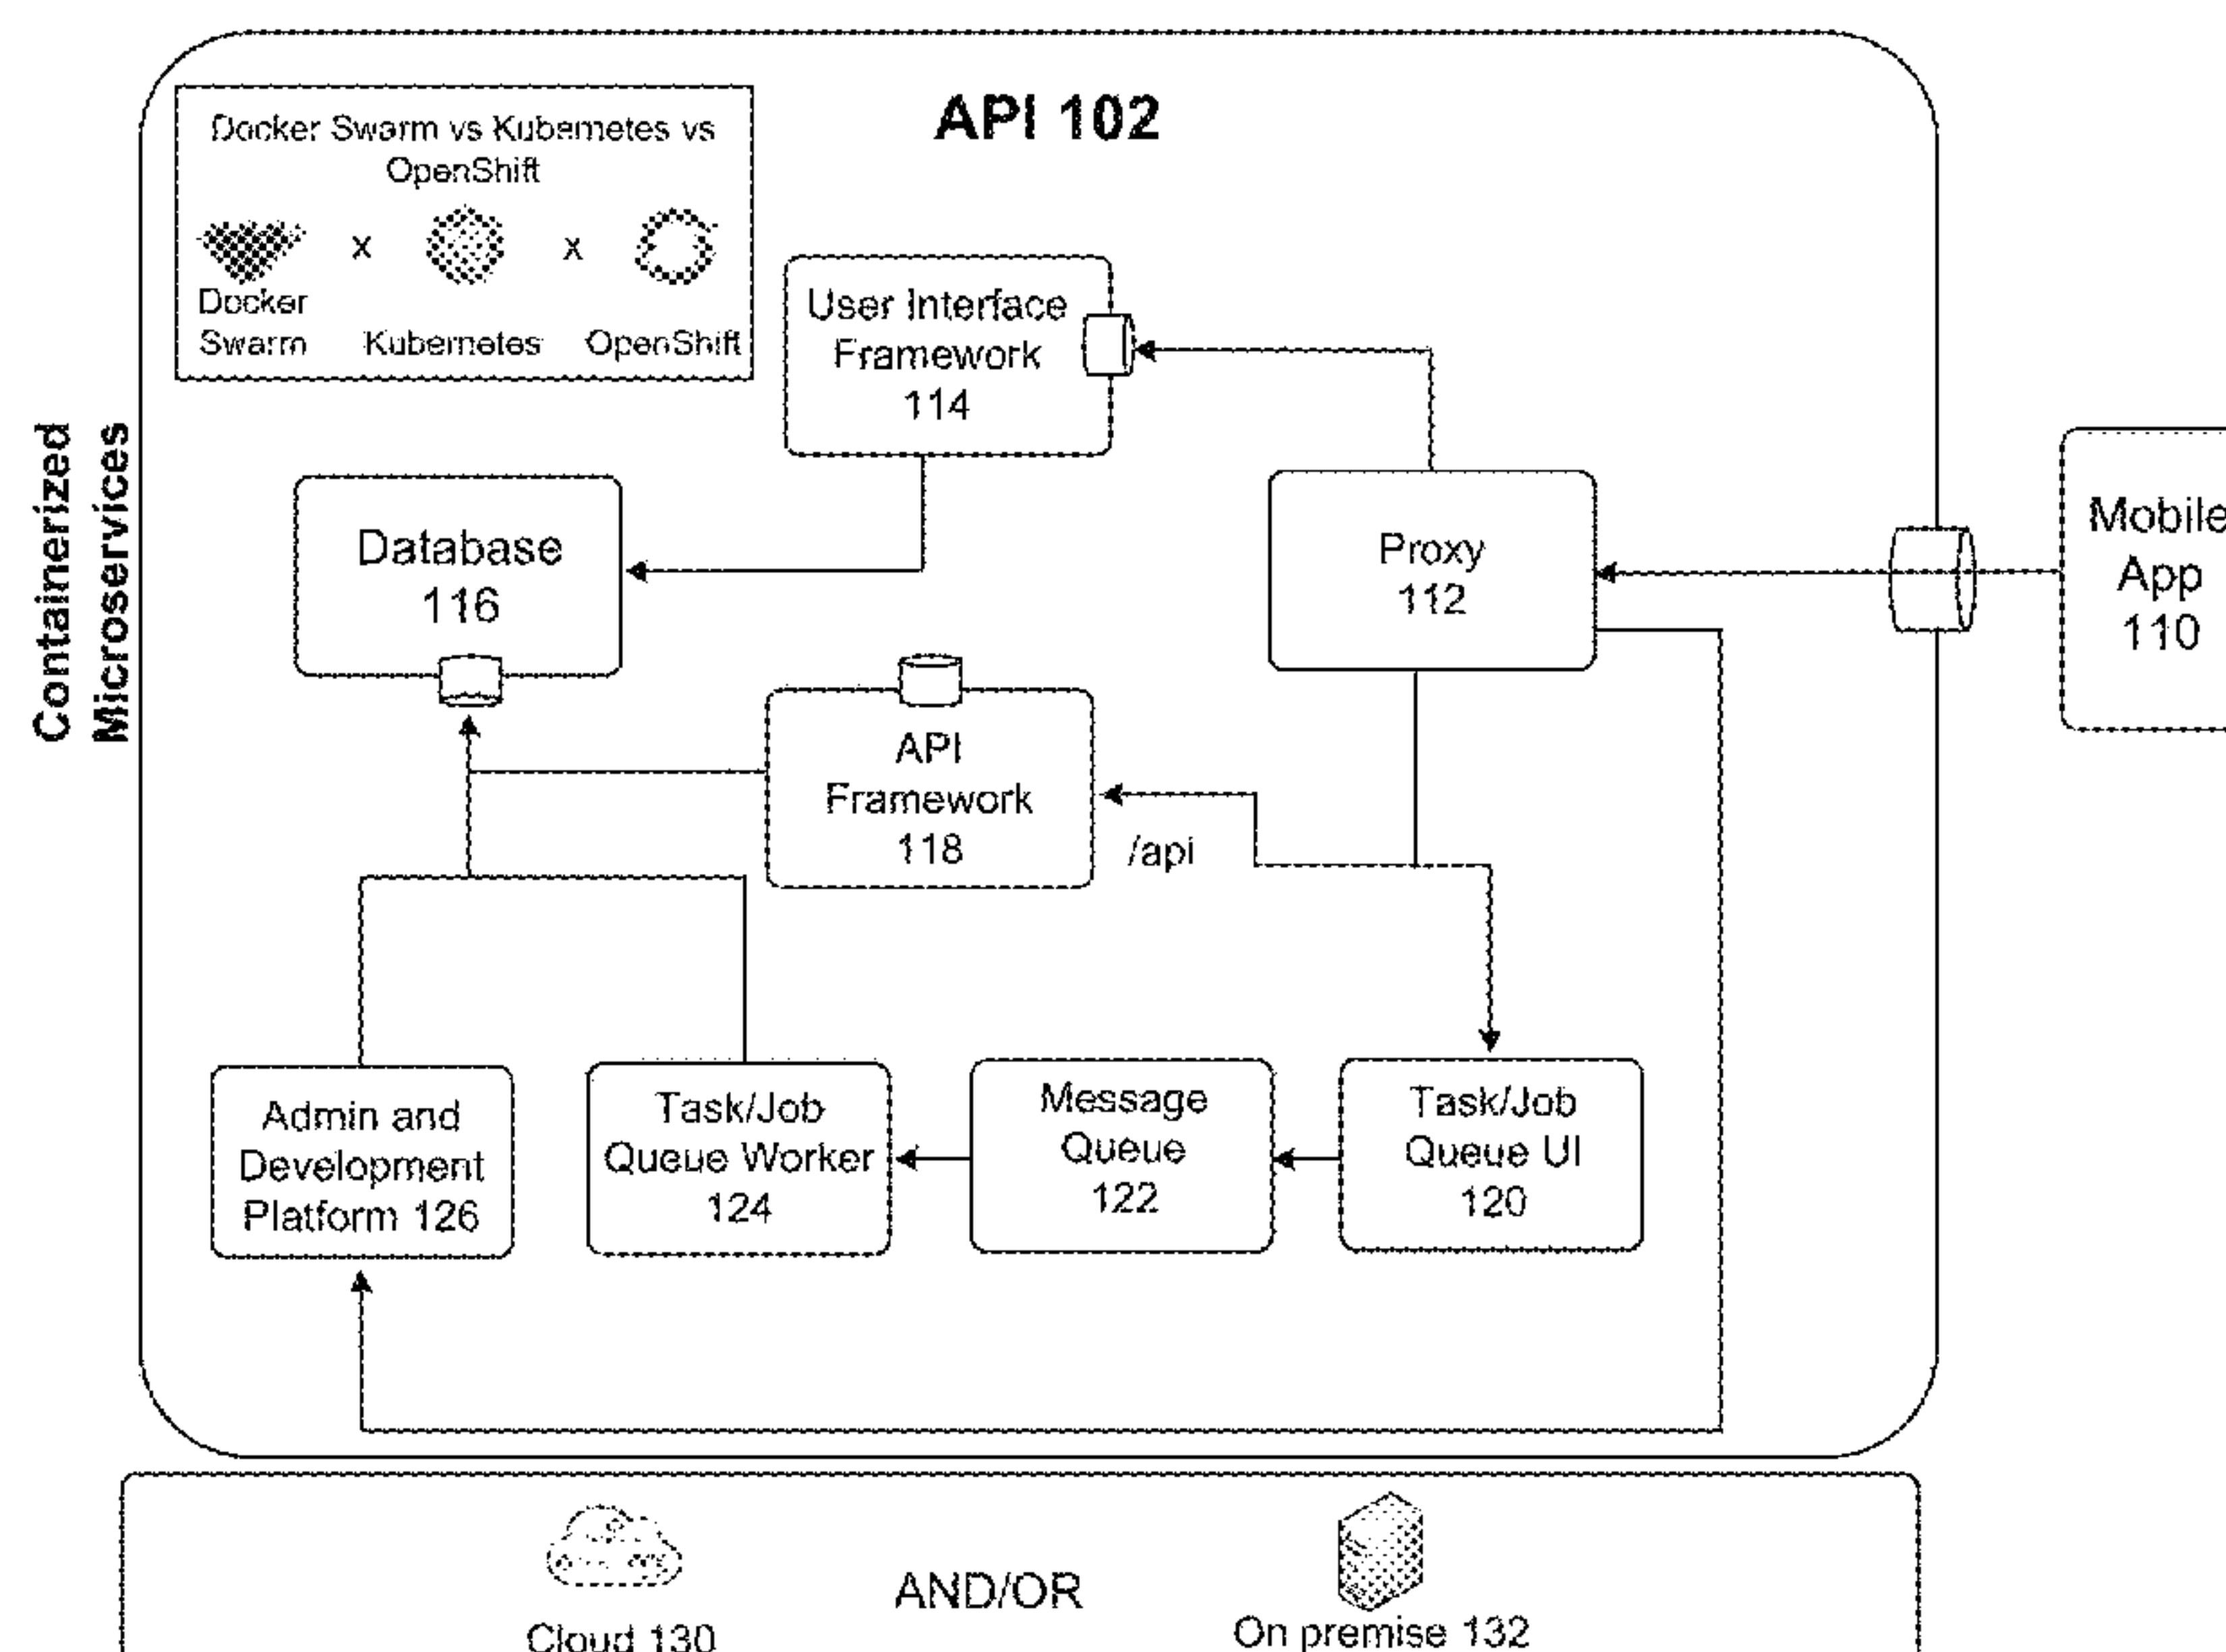 API 102
Docker Swarm vs Kubernetes vs
OpenShift
x
x
Docker
Swarm
Kubernetes
OpenShift
Containerized
Microservices
User Interface
Framework
114
Database
116
Proxy
112
Mobile
App
110
API
Framework
118
/api
Admin and
Development
Platform 126
Task/Job
Queue Worker
124
Message
Queue
122
Task/Job
Queue UI
120
Cloud 130
AND/OR
On premise 132